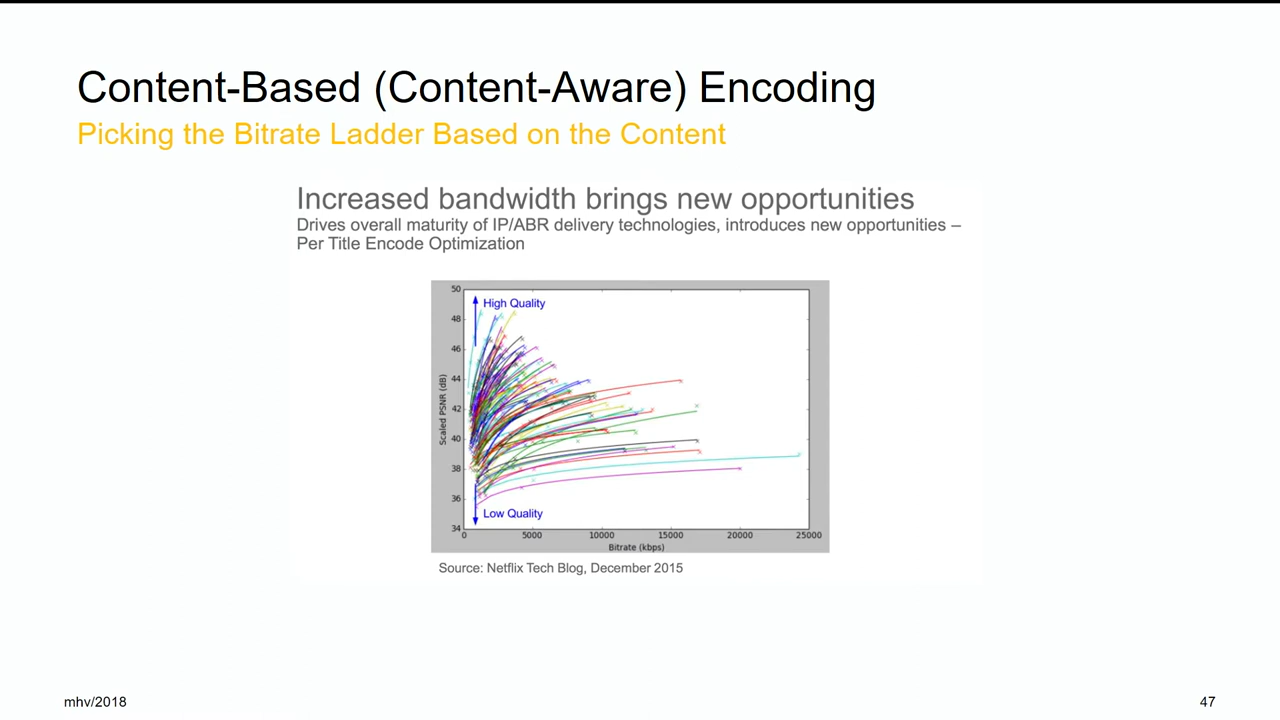 Content-Based (Content-Aware) Encoding
Picking the Bitrate Ladder Based on the Content
Increased bandwidth brings new opportunities
Drives overall maturity of IP/ABR delivery technologies, introduces new opportunities –
Per Title Encode Optimization
50
High Quality
48
46
44
42
40
38
36
34
Scaled PSNR (dB)
Low Quality
0 5000 10000 15000 20000 25000
Bitrate (kbps)
Source: Netflix Tech Blog, December 2015
mhv/2018
47